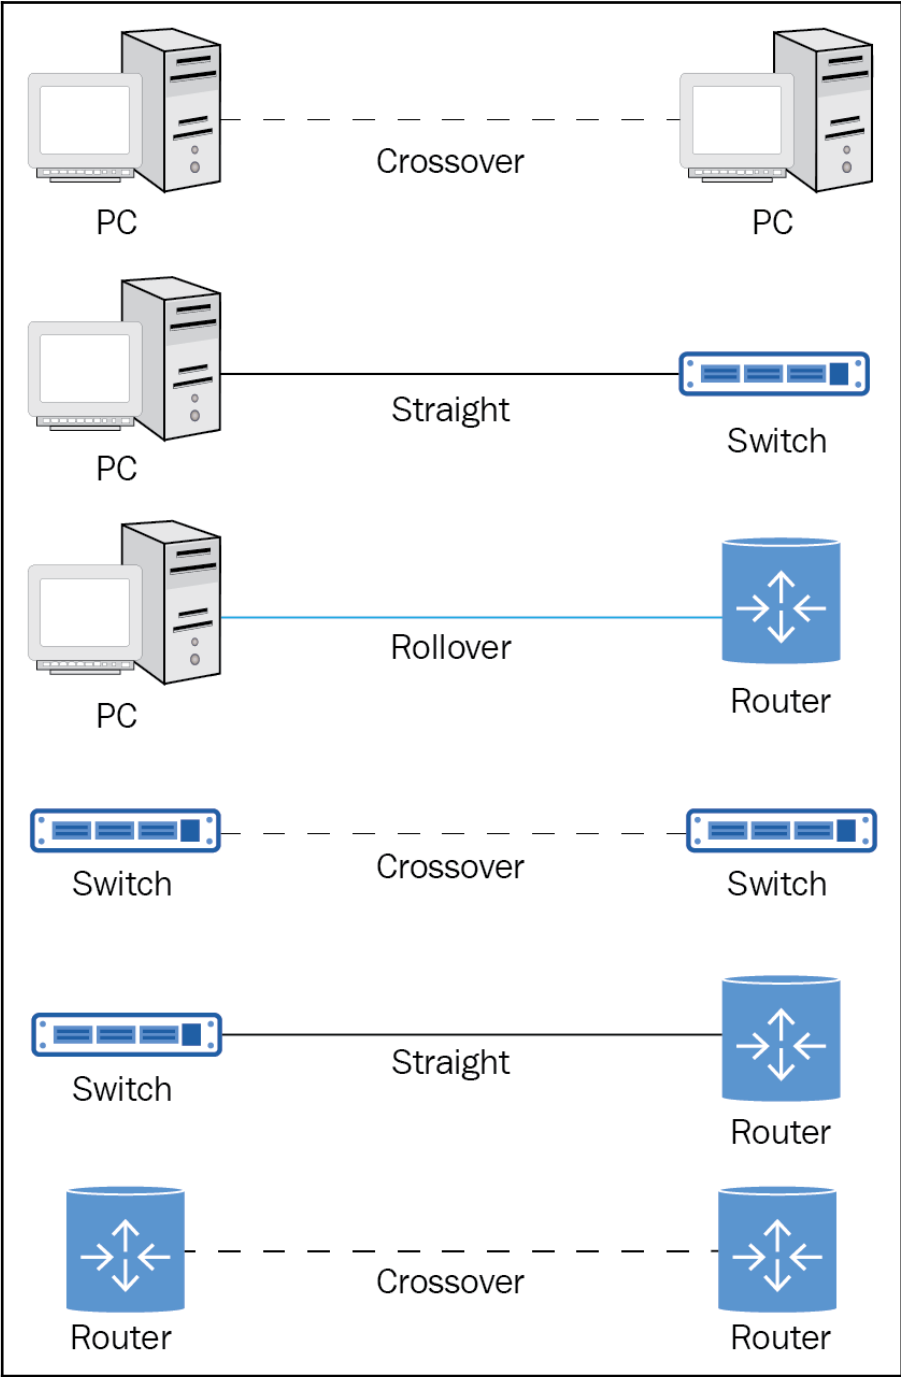 Crossover
PC
PC
Straight
Switch
PC
Rollover
Router
PC
Crossover
Switch
Switch
Straight
Switch
Router
Crossover
Router
Router